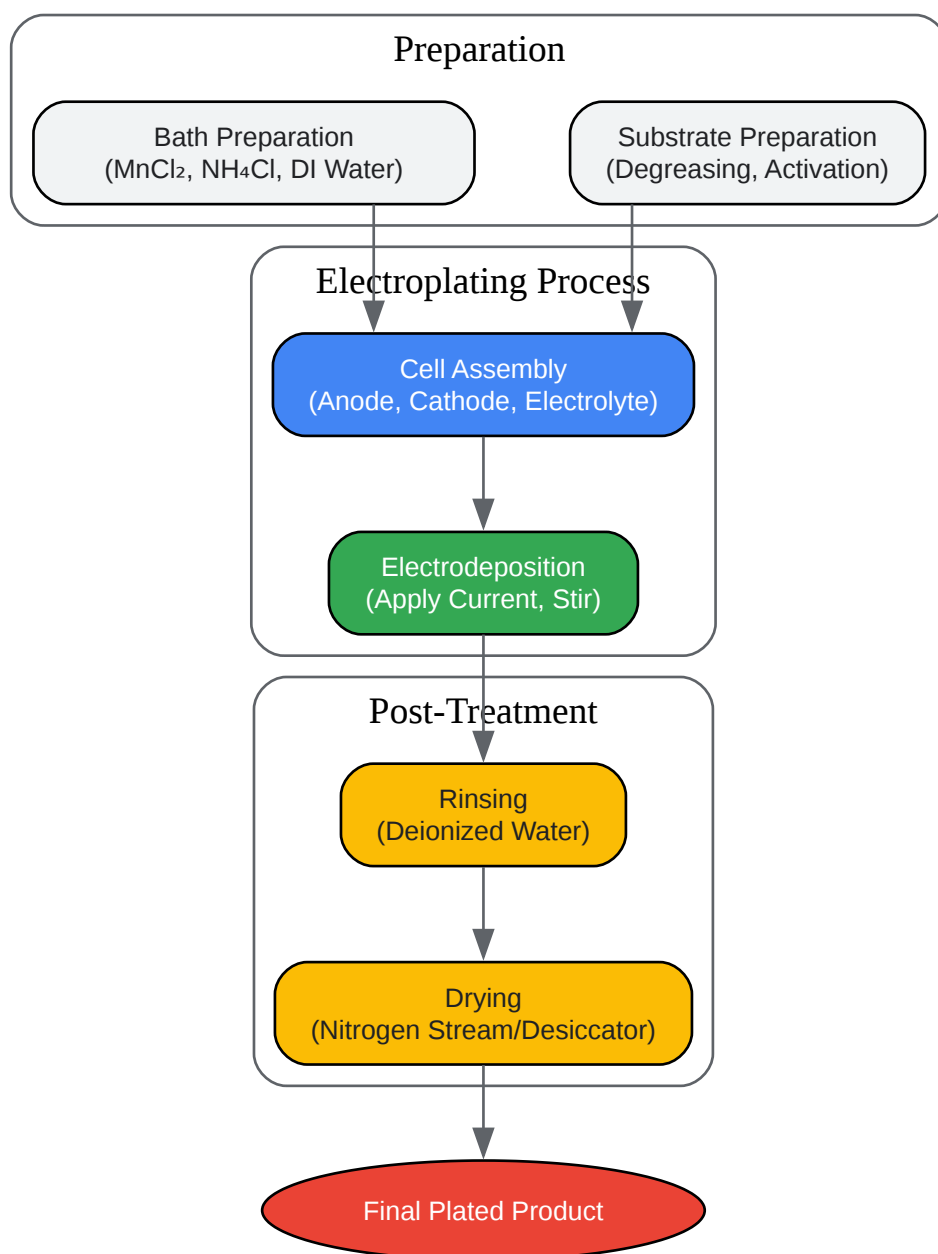 Preparation
Bath Preparation
(MnCl₂, NH₄Cl, DI Water)
Substrate Preparation
(Degreasing, Activation)
Electroplating Process
Cell Assembly
(Anode, Cathode, Electrolyte)
Electrodeposition
(Apply Current, Stir)
Post-Treatment
Rinsing
(Deionized Water)
Drying
(Nitrogen Stream/Desiccator)
Final Plated Product